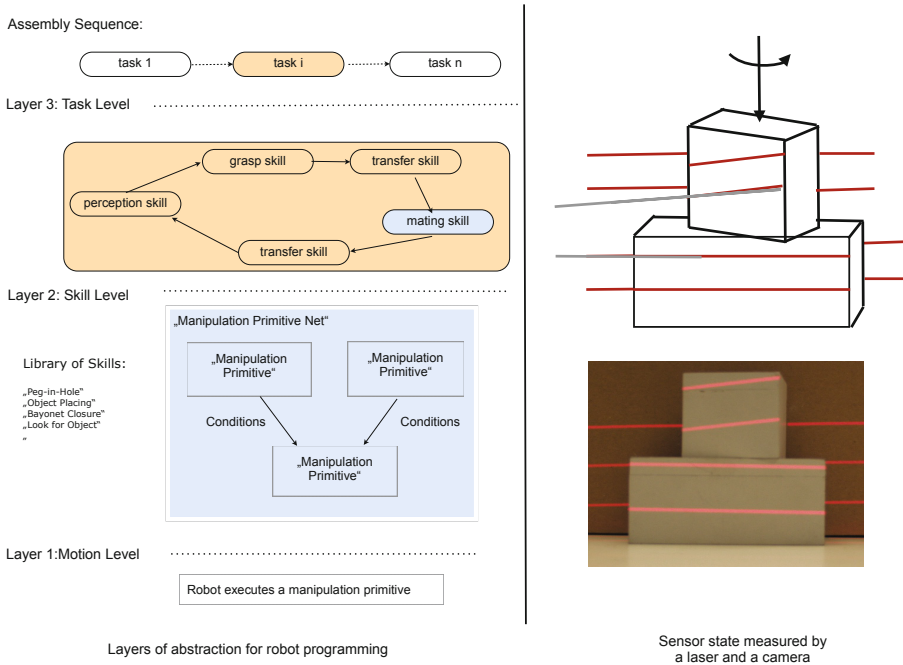 Assembly Sequence:
task 1
task i
task n
Layer 3: Task Level
grasp skill
transfer skill
perception skill
mating skill
transfer skill
Layer 2: Skill Level
„Manipulation Primitive Net“
Library of Skills:
„Peg-in-Hole“
„Object Placing“
„Bayonet Closure“
„Look for Object“
„
„Manipulation
Primitive“
„Manipulation
Primitive“
Conditions
Conditions
„Manipulation
Primitive“
Layer 1:Motion Level
Robot executes a manipulation primitive
Layers of abstraction for robot programming
Sensor state measured by
a laser and a camera